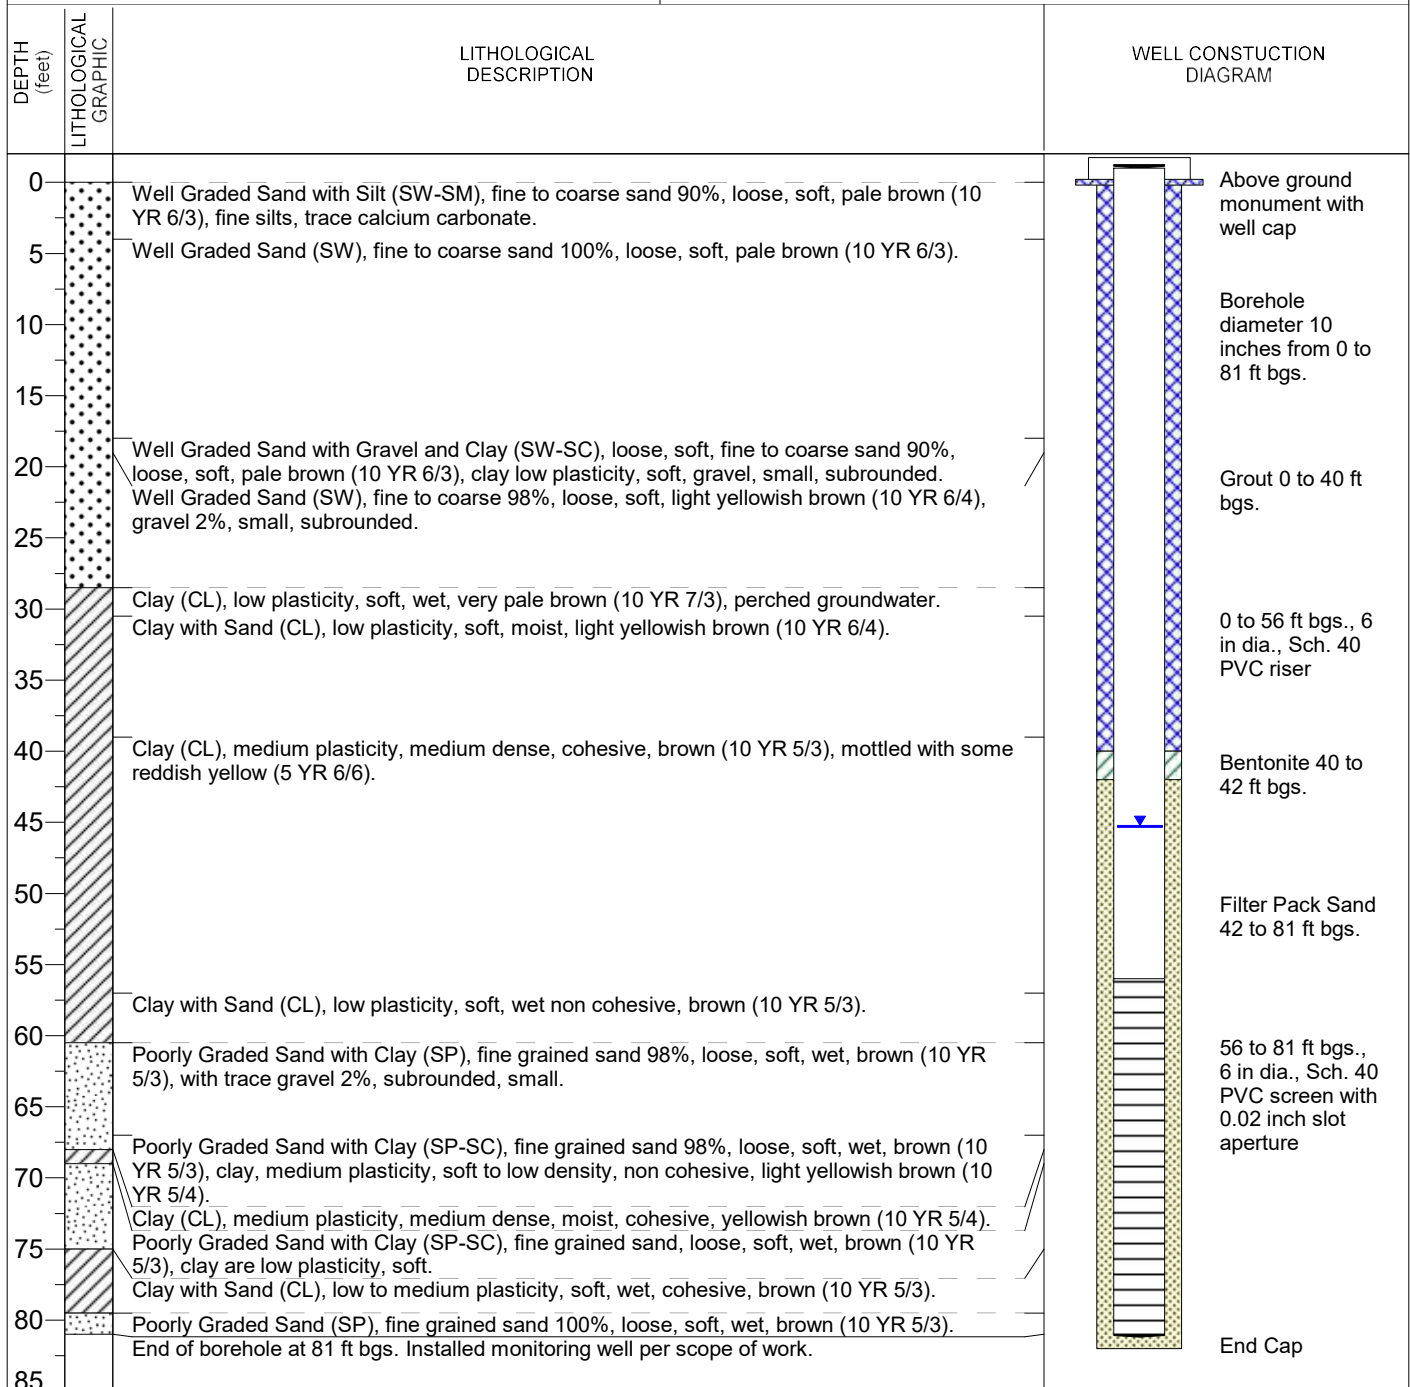 DEPTH
(feet)
LITHOLOGICAL
GRAPHIC
LITHOLOGICAL
DESCRIPTION
WELL CONSTUCTION
DIAGRAM
0
5
10
15
20
25
30
35
40
45
50
55
60
65
70
75
80
85
Well Graded Sand with Silt (SW-SM), fine to coarse sand 90%, loose, soft, pale brown (10
YR 6/3), fine silts, trace calcium carbonate.
Well Graded Sand (SW), fine to coarse sand 100%, loose, soft, pale brown (10 YR 6/3).
Well Graded Sand with Gravel and Clay (SW-SC), loose, soft, fine to coarse sand 90%,
loose, soft, pale brown (10 YR 6/3), clay low plasticity, soft, gravel, small, subrounded.
Well Graded Sand (SW), fine to coarse 98%, loose, soft, light yellowish brown (10 YR 6/4),
gravel 2%, small, subrounded.
Clay (CL), low plasticity, soft, wet, very pale brown (10 YR 7/3), perched groundwater.
Clay with Sand (CL), low plasticity, soft, moist, light yellowish brown (10 YR 6/4).
Clay (CL), medium plasticity, medium dense, cohesive, brown (10 YR 5/3), mottled with some
reddish yellow (5 YR 6/6).
Clay with Sand (CL), low plasticity, soft, wet non cohesive, brown (10 YR 5/3).
Poorly Graded Sand with Clay (SP), fine grained sand 98%, loose, soft, wet, brown (10 YR
5/3), with trace gravel 2%, subrounded, small.
Poorly Graded Sand with Clay (SP-SC), fine grained sand 98%, loose, soft, wet, brown (10
YR 5/3), clay, medium plasticity, soft to low density, non cohesive, light yellowish brown (10
YR 5/4).
Clay (CL), medium plasticity, medium dense, moist, cohesive, yellowish brown (10 YR 5/4).
Poorly Graded Sand with Clay (SP-SC), fine grained sand, loose, soft, wet, brown (10 YR
5/3), clay are low plasticity, soft.
Clay with Sand (CL), low to medium plasticity, soft, wet, cohesive, brown (10 YR 5/3).
Poorly Graded Sand (SP), fine grained sand 100%, loose, soft, wet, brown (10 YR 5/3).
End of borehole at 81 ft bgs. Installed monitoring well per scope of work.
Above ground
monument with
well cap
Borehole
diameter 10
inches from 0 to
81 ft bgs.
Grout 0 to 40 ft
bgs.
0 to 56 ft bgs., 6
in dia., Sch. 40
PVC riser
Bentonite 40 to
42 ft bgs.
Filter Pack Sand
42 to 81 ft bgs.
56 to 81 ft bgs.,
6 in dia., Sch. 40
PVC screen with
0.02 inch slot
aperture
End Cap